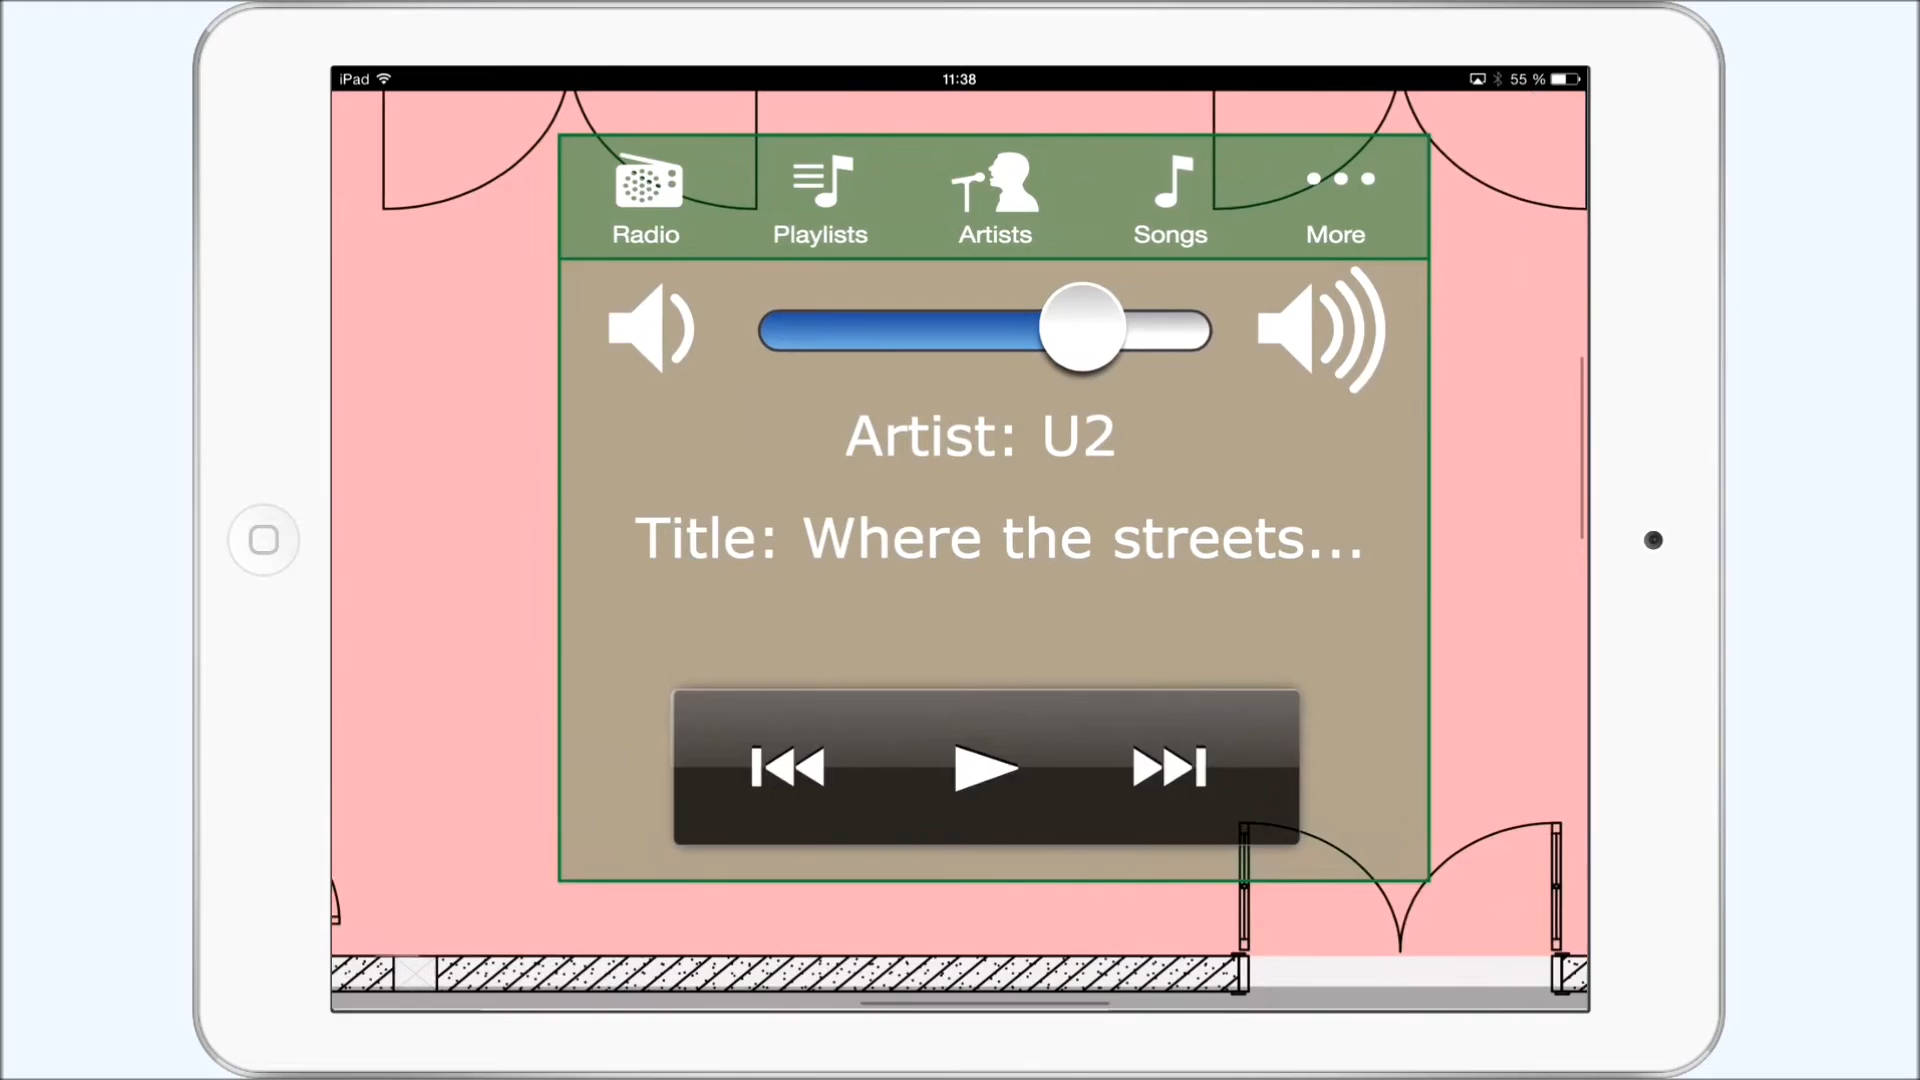 iPad 11:38 55 %
Radio Playlists Artists Songs More
Artist: U2
Title: Where the streets...